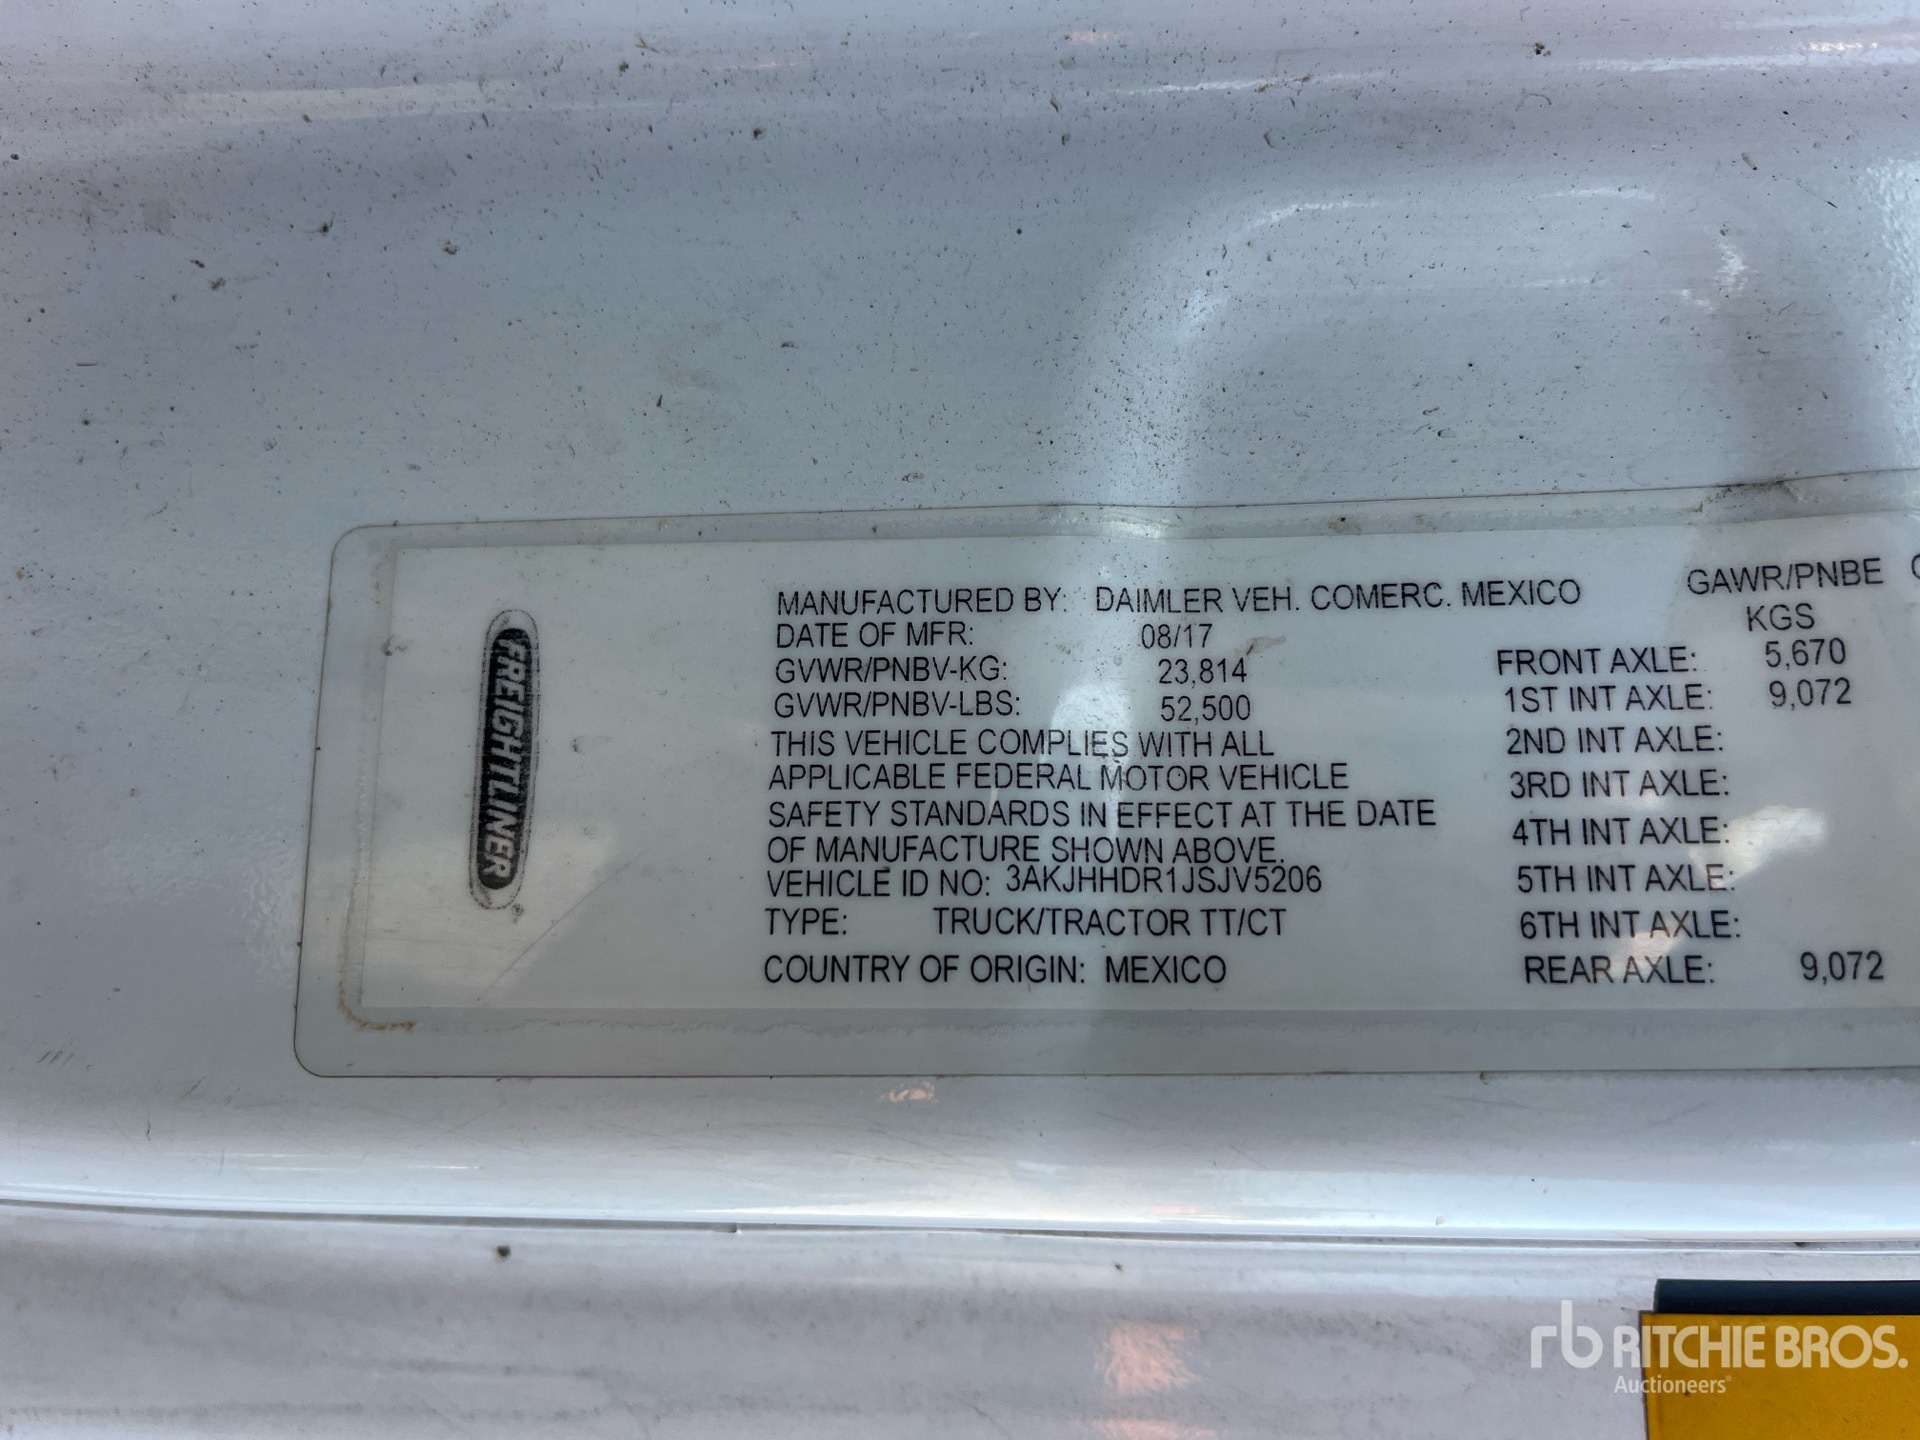 FREIGHTLINER
MANUFACTURED BY: DAIMLER VEH. COMERC. MEXICO
DATE OF MFR: 08/17
GVWR/PNBV-KG: 23,814
GVWR/PNBV-LBS: 52,500
THIS VEHICLE COMPLIES WITH ALL
APPLICABLE FEDERAL MOTOR VEHICLE
SAFETY STANDARDS IN EFFECT AT THE DATE
OF MANUFACTURE SHOWN ABOVE.
VEHICLE ID NO: 3AKJHHDR1JSJV5206
TYPE: TRUCK/TRACTOR TT/CT
COUNTRY OF ORIGIN: MEXICO
GAWR/PNBE
KGS
FRONT AXLE: 5,670
1ST INT AXLE: 9,072
2ND INT AXLE:
3RD INT AXLE:
4TH INT AXLE:
5TH INT AXLE:
6TH INT AXLE:
REAR AXLE: 9,072
rb RITCHIE BROS.
Auctioneers